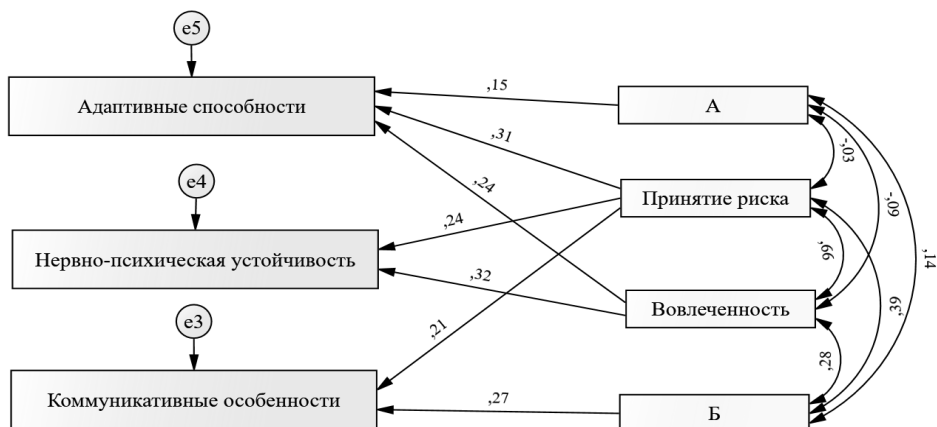 e5
Адаптивные способности
e4
Нервно-психическая устойчивость
e3
Коммуникативные особенности
,15
,31
,24
,24
,32
,21
,27
А
Принятие риска
Вовлеченность
Б
-,03
-,09
,14
,66
,39
,28